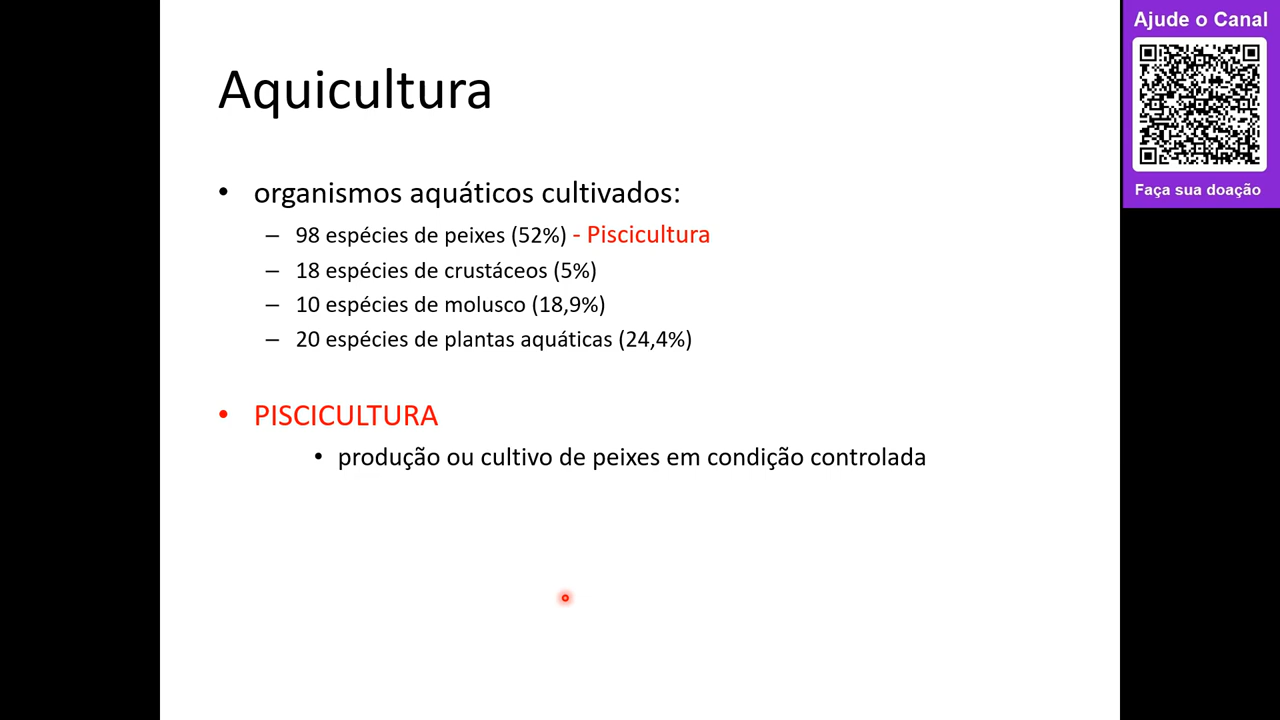 Aquicultura
• organismos aquáticos cultivados:
– 98 espécies de peixes (52%) - Piscicultura
– 18 espécies de crustáceos (5%)
– 10 espécies de molusco (18,9%)
– 20 espécies de plantas aquáticas (24,4%)
• PISCICULTURA
• produção ou cultivo de peixes em condição controlada
Ajude o Canal
Faça sua doação